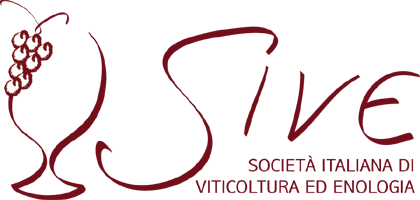 SIVE
SOCIETÀ ITALIANA DI
VITICOLTURA ED ENOLOGIA